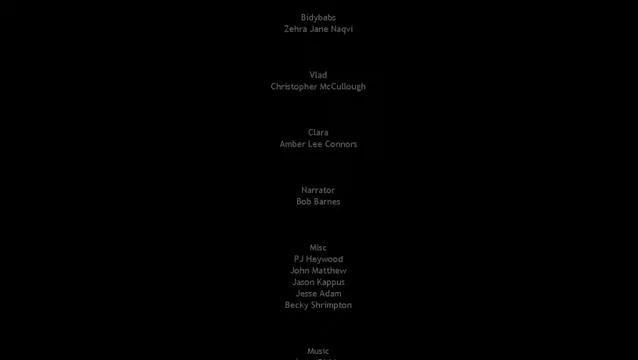 Bidybabs
Zehra Jane Naqvi
Vlad
Christopher McCullough
Clara
Amber Lee Connors
Narrator
Bob Barnes
Misc
PJ Heywood
John Matthew
Jason Kappus
Jesse Adam
Becky Shrimpton
Music